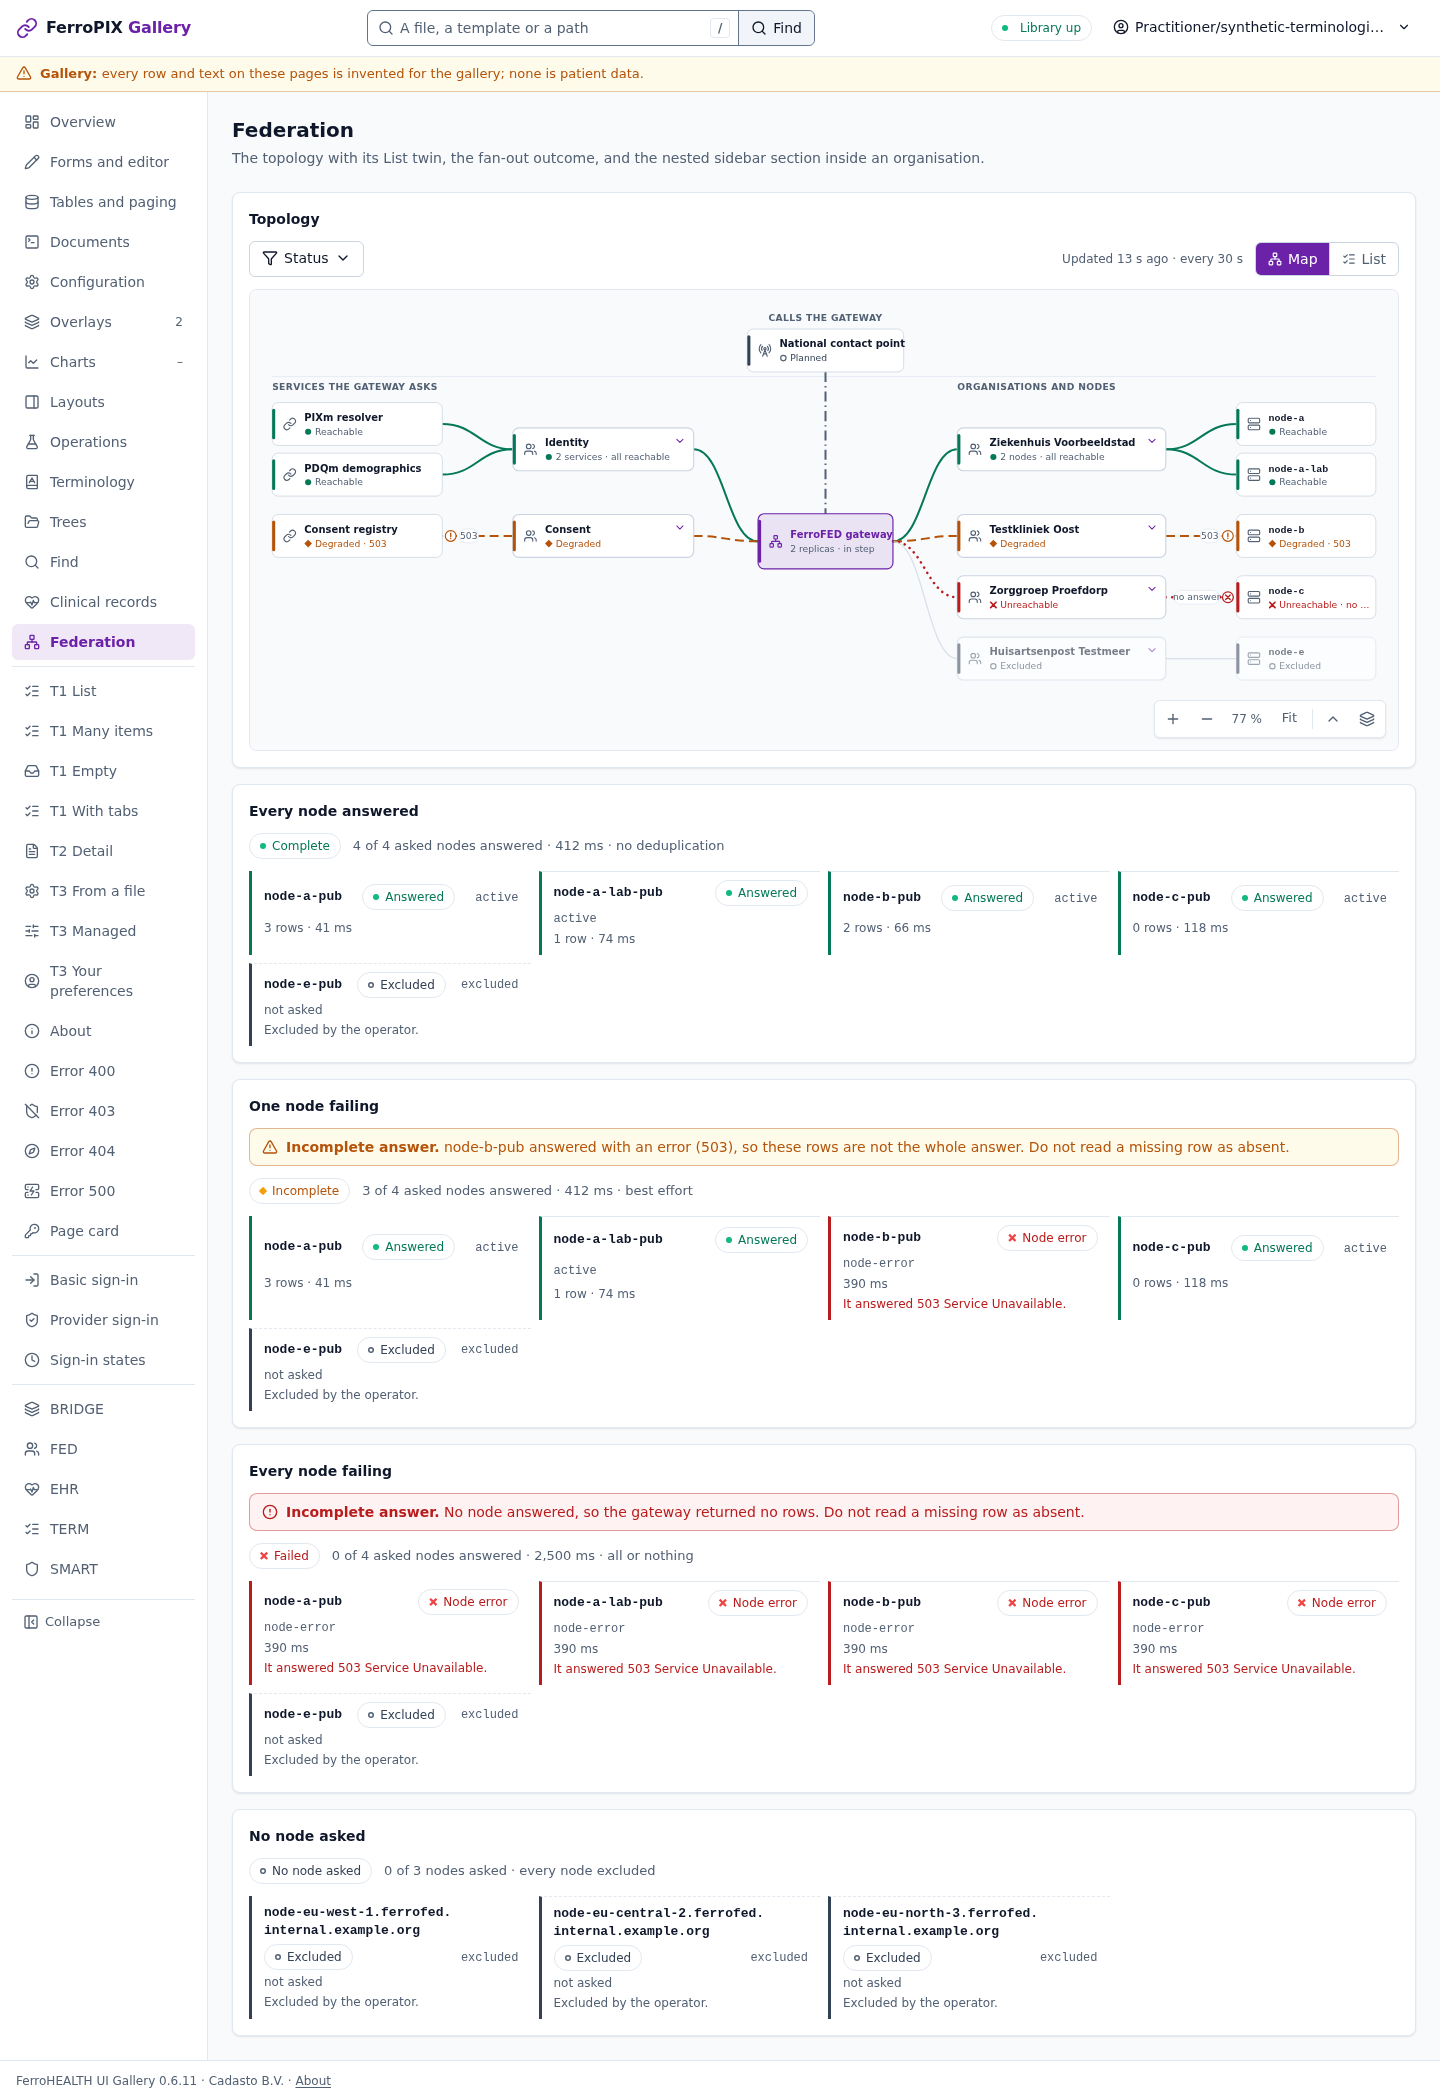 FerroPIX Gallery
A file, a template or a path
/
Find
Library up
Practitioner/synthetic-terminologi…
Gallery: every row and text on these pages is invented for the gallery; none is patient data.
Overview
Forms and editor
Tables and paging
Documents
Configuration
Overlays 2
Charts –
Layouts
Operations
Terminology
Trees
Find
Clinical records
Federation
T1 List
T1 Many items
T1 Empty
T1 With tabs
T2 Detail
T3 From a file
T3 Managed
T3 Your
preferences
About
Error 400
Error 403
Error 404
Error 500
Page card
Basic sign-in
Provider sign-in
Sign-in states
BRIDGE
FED
EHR
TERM
SMART
Collapse
Federation
The topology with its List twin, the fan-out outcome, and the nested sidebar section inside an organisation.
Topology
Status
Updated 13 s ago · every 30 s
Map
List
CALLS THE GATEWAY
National contact point
Planned
SERVICES THE GATEWAY ASKS
PIXm resolver
Reachable
PDQm demographics
Reachable
Consent registry
Degraded · 503
503
Identity
2 services · all reachable
Consent
Degraded
FerroFED gateway
2 replicas · in step
ORGANISATIONS AND NODES
Ziekenhuis Voorbeeldstad
2 nodes · all reachable
Testkliniek Oost
Degraded
Zorggroep Proefdorp
Unreachable
Huisartsenpost Testmeer
Excluded
503
no answer
node-a
Reachable
node-a-lab
Reachable
node-b
Degraded · 503
node-c
Unreachable · no …
node-e
Excluded
77 %
Fit
Every node answered
Complete 4 of 4 asked nodes answered · 412 ms · no deduplication
node-a-pub Answered active
3 rows · 41 ms
node-a-lab-pub Answered
active
1 row · 74 ms
node-b-pub Answered active
2 rows · 66 ms
node-c-pub Answered active
0 rows · 118 ms
node-e-pub Excluded excluded
not asked
Excluded by the operator.
One node failing
Incomplete answer. node-b-pub answered with an error (503), so these rows are not the whole answer. Do not read a missing row as absent.
Incomplete 3 of 4 asked nodes answered · 412 ms · best effort
node-a-pub Answered active
3 rows · 41 ms
node-a-lab-pub Answered
active
1 row · 74 ms
node-b-pub Node error
node-error
390 ms
It answered 503 Service Unavailable.
node-c-pub Answered active
0 rows · 118 ms
node-e-pub Excluded excluded
not asked
Excluded by the operator.
Every node failing
Incomplete answer. No node answered, so the gateway returned no rows. Do not read a missing row as absent.
Failed 0 of 4 asked nodes answered · 2,500 ms · all or nothing
node-a-pub Node error
node-error
390 ms
It answered 503 Service Unavailable.
node-a-lab-pub Node error
node-error
390 ms
It answered 503 Service Unavailable.
node-b-pub Node error
node-error
390 ms
It answered 503 Service Unavailable.
node-c-pub Node error
node-error
390 ms
It answered 503 Service Unavailable.
node-e-pub Excluded excluded
not asked
Excluded by the operator.
No node asked
No node asked 0 of 3 nodes asked · every node excluded
node-eu-west-1.ferrofed.
internal.example.org
Excluded excluded
not asked
Excluded by the operator.
node-eu-central-2.ferrofed.
internal.example.org
Excluded excluded
not asked
Excluded by the operator.
node-eu-north-3.ferrofed.
internal.example.org
Excluded excluded
not asked
Excluded by the operator.
FerroHEALTH UI Gallery 0.6.11 · Cadasto B.V. · About